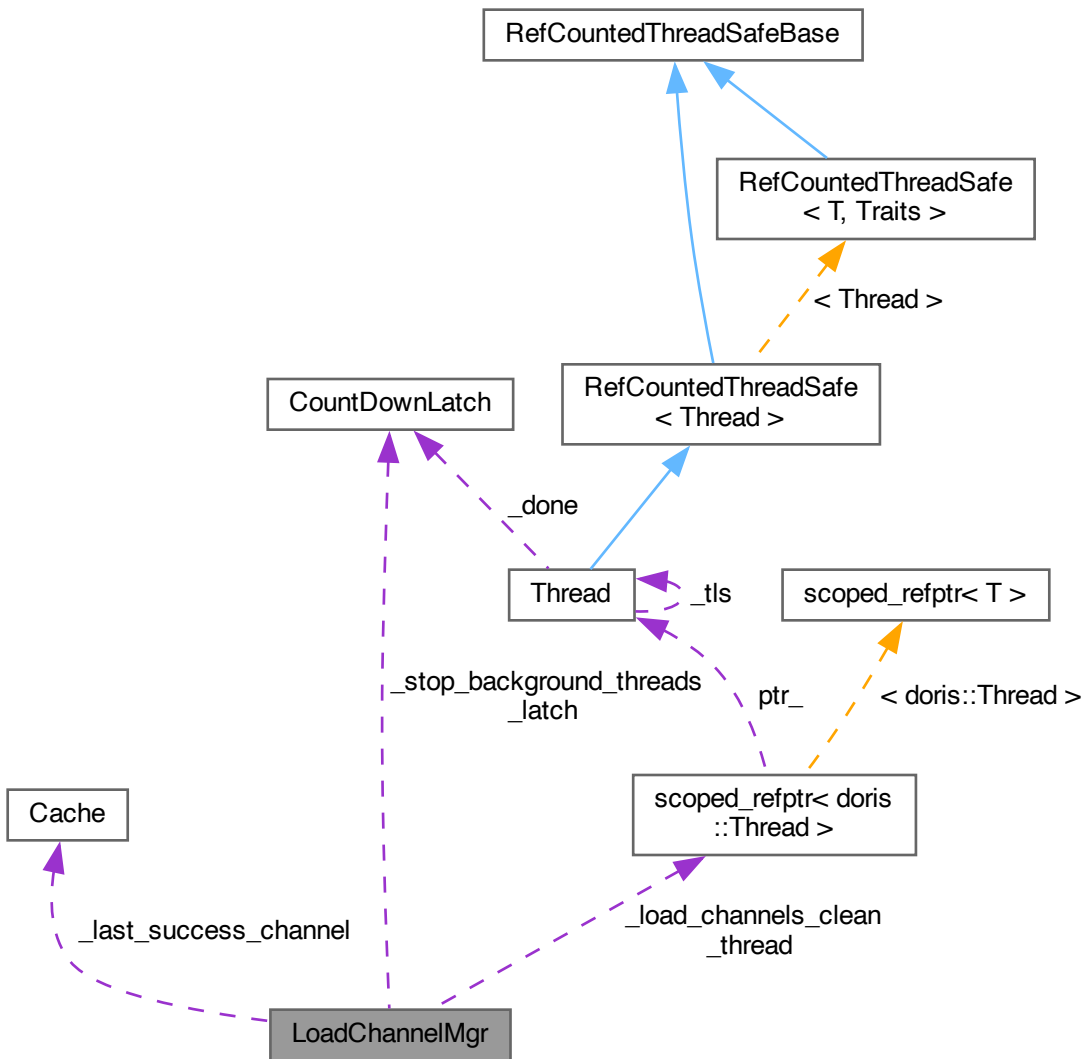 RefCountedThreadSafeBase
RefCountedThreadSafe
< T, Traits >
< Thread >
RefCountedThreadSafe
< Thread >
CountDownLatch
_done
Thread
_tls
scoped_refptr< T >
_stop_background_threads
_latch
ptr_
< doris::Thread >
Cache
scoped_refptr< doris
::Thread >
_last_success_channel
_load_channels_clean
_thread
LoadChannelMgr